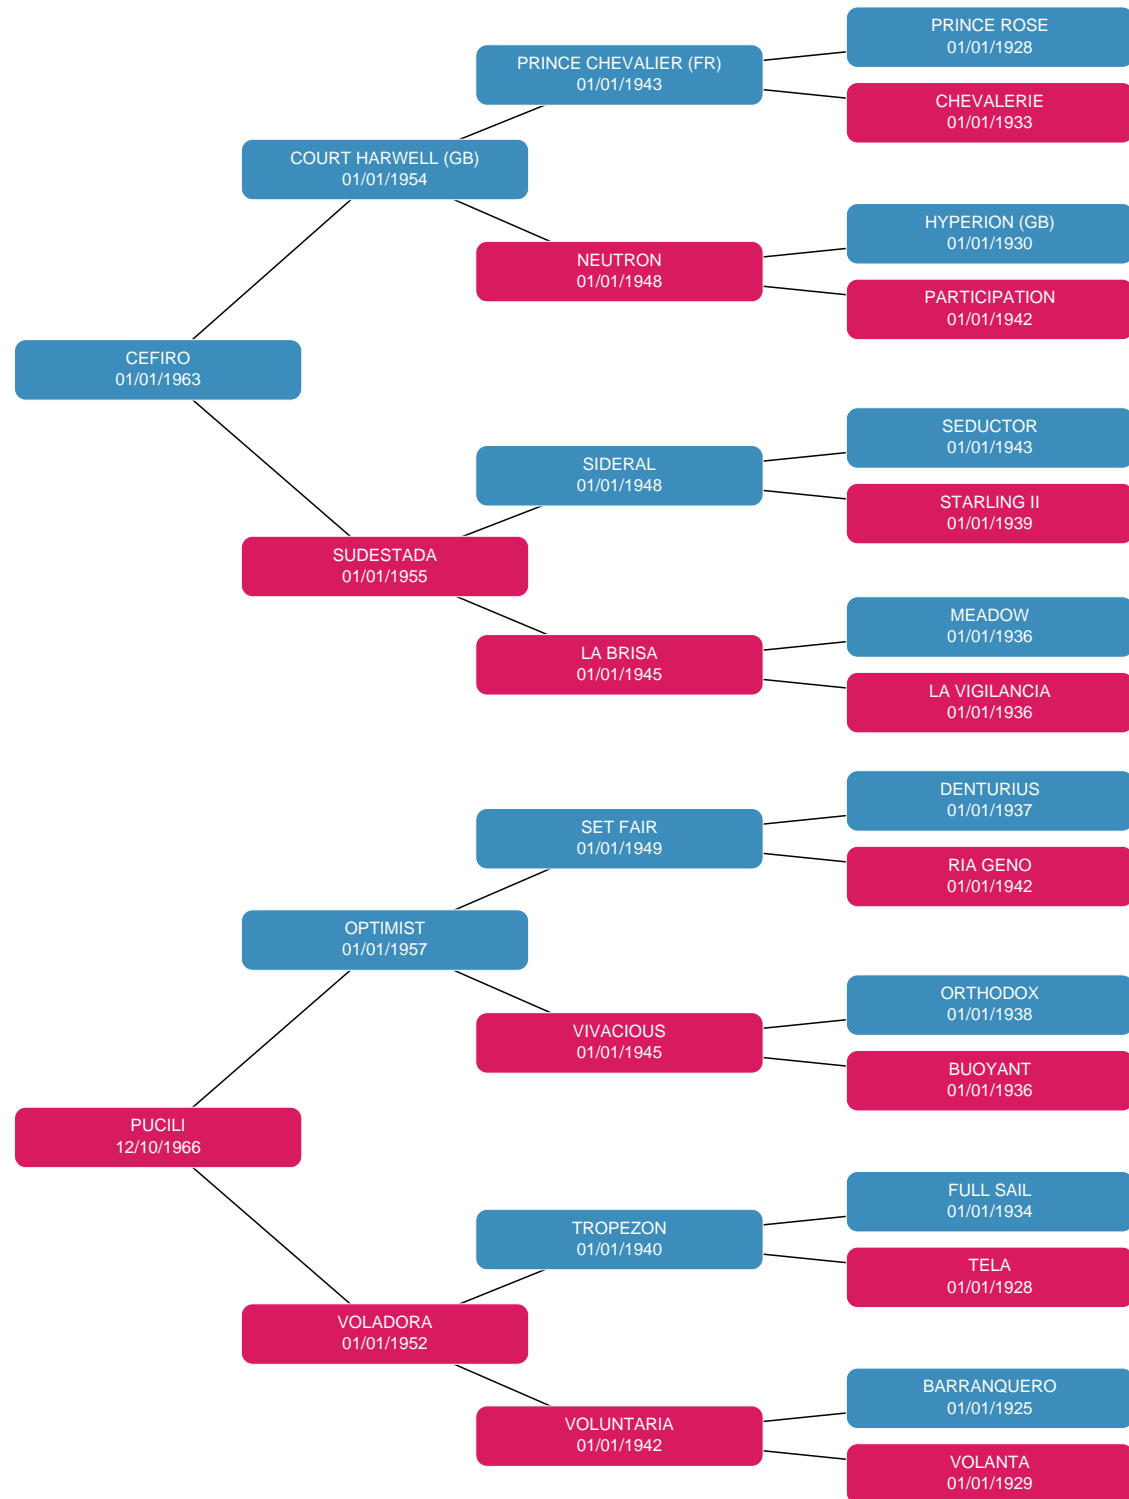 PRINCE ROSE
01/01/1928
PRINCE CHEVALIER (FR)
01/01/1943
CHEVALERIE
01/01/1933
COURT HARWELL (GB)
01/01/1954
HYPERION (GB)
01/01/1930
NEUTRON
01/01/1948
PARTICIPATION
01/01/1942
CEFIRO
01/01/1963
SEDUCTOR
01/01/1943
SIDERAL
01/01/1948
STARLING II
01/01/1939
SUDESTADA
01/01/1955
MEADOW
01/01/1936
LA BRISA
01/01/1945
LA VIGILANCIA
01/01/1936
DENTURIUS
01/01/1937
SET FAIR
01/01/1949
RIA GENO
01/01/1942
OPTIMIST
01/01/1957
ORTHODOX
01/01/1938
VIVACIOUS
01/01/1945
BUOYANT
01/01/1936
PUCILI
12/10/1966
FULL SAIL
01/01/1934
TROPEZON
01/01/1940
TELA
01/01/1928
VOLADORA
01/01/1952
BARRANQUERO
01/01/1925
VOLUNTARIA
01/01/1942
VOLANTA
01/01/1929